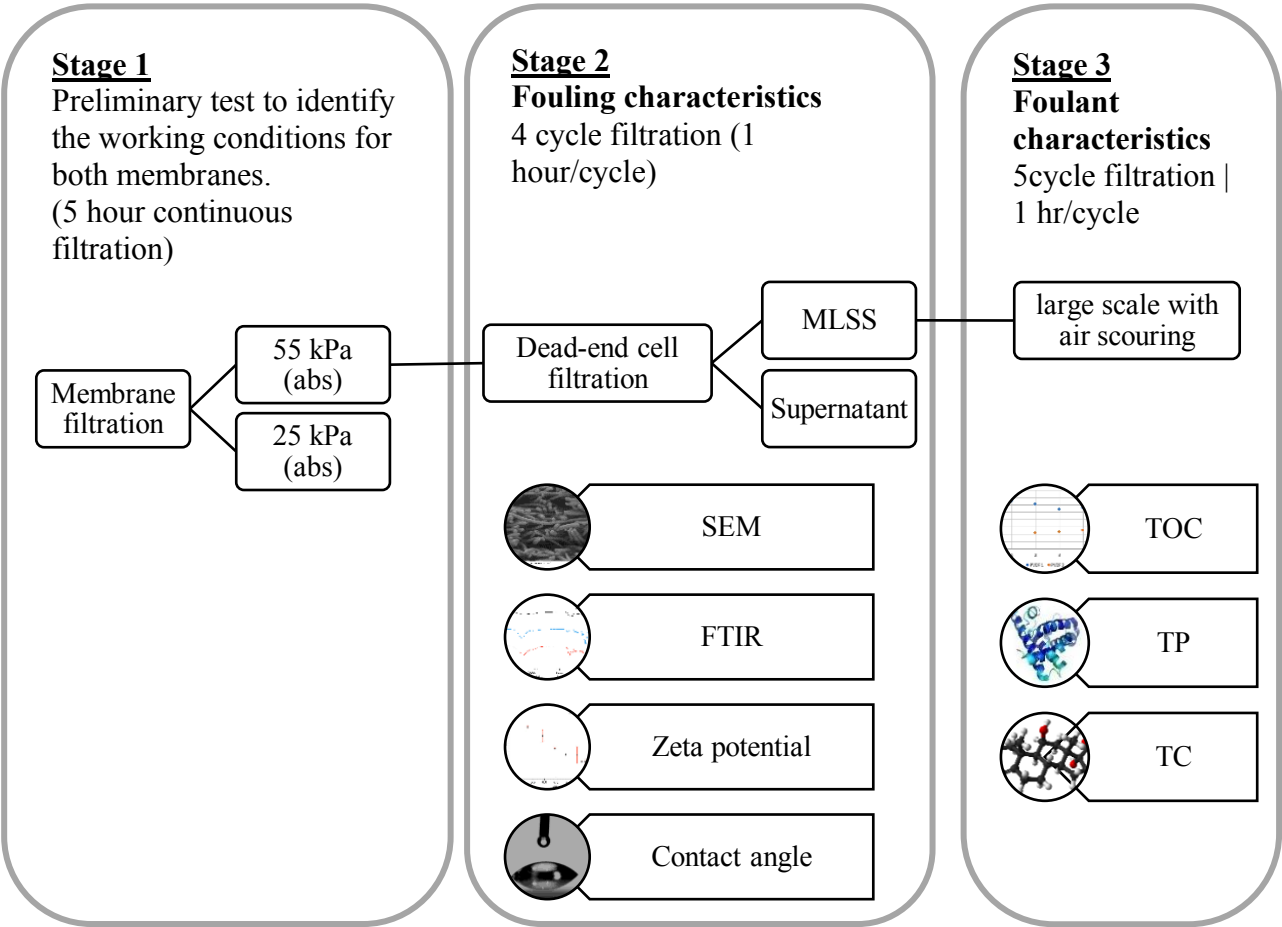 Stage 1
Preliminary test to identify
the working conditions for
both membranes.
(5 hour continuous
filtration)
Membrane
filtration
55 kPa
(abs)
25 kPa
(abs)
Stage 2
Fouling characteristics
4 cycle filtration (1
hour/cycle)
Dead-end cell
filtration
MLSS
Supernatant
SEM
FTIR
Zeta potential
Contact angle
Stage 3
Foulant
characteristics
5cycle filtration |
1 hr/cycle
large scale with
air scouring
TOC
TP
TC